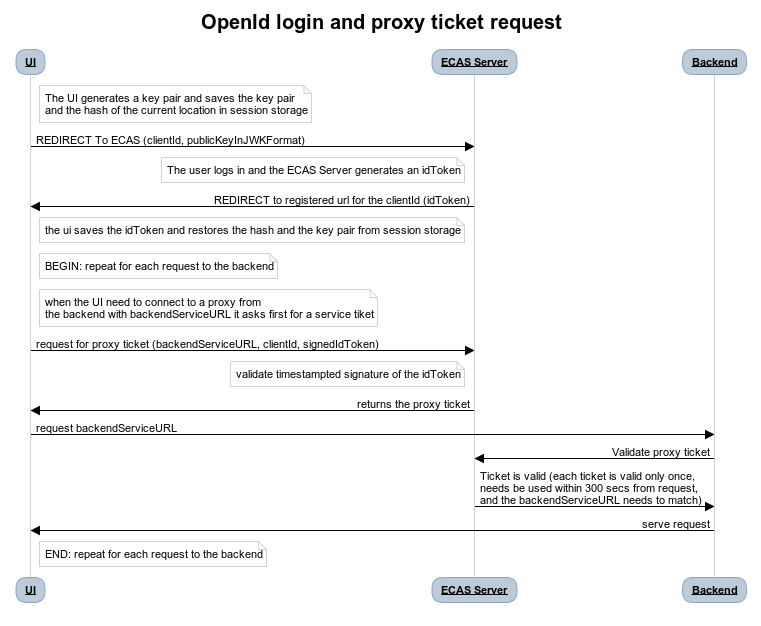 OpenId login and proxy ticket request
UI
ECAS Server
Backend
The UI generates a key pair and saves the key pair
and the hash of the current location in session storage
REDIRECT To ECAS (clientId, publicKeyInJWKFormat)
The user logs in and the ECAS Server generates an idToken
REDIRECT to registered url for the clientId (idToken)
the ui saves the idToken and restores the hash and the key pair from session storage
BEGIN: repeat for each request to the backend
when the UI need to connect to a proxy from
the backend with backendServiceURL it asks first for a service tiket
request for proxy ticket (backendServiceURL, clientId, signedIdToken)
validate timestampted signature of the idToken
returns the proxy ticket
request backendServiceURL
Validate proxy ticket
Ticket is valid (each ticket is valid only once,
needs be used within 300 secs from request,
and the backendServiceURL needs to match)
serve request
END: repeat for each request to the backend
UI
ECAS Server
Backend